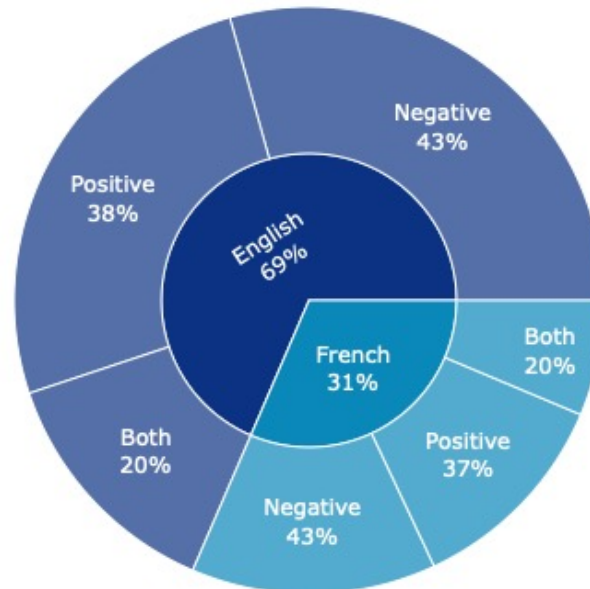 Negative
43%
Positive
38%
English
69%
Both
20%
French
31%
Both
20%
Positive
37%
Negative
43%